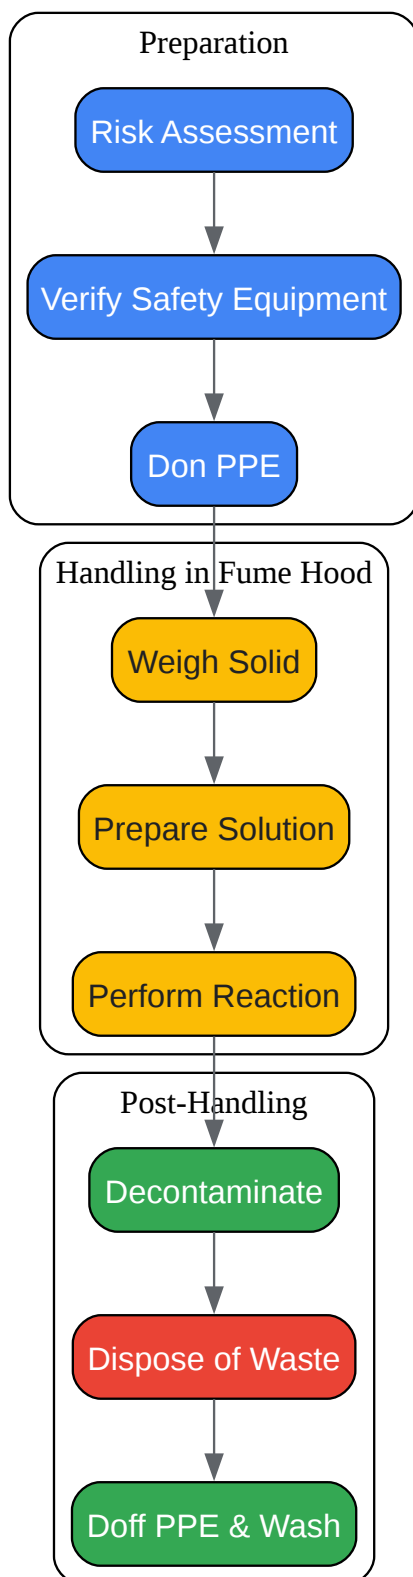 Preparation
Risk Assessment
Verify Safety Equipment
Don PPE
Handling in Fume Hood
Weigh Solid
Prepare Solution
Perform Reaction
Post-Handling
Decontaminate
Dispose of Waste
Doff PPE & Wash